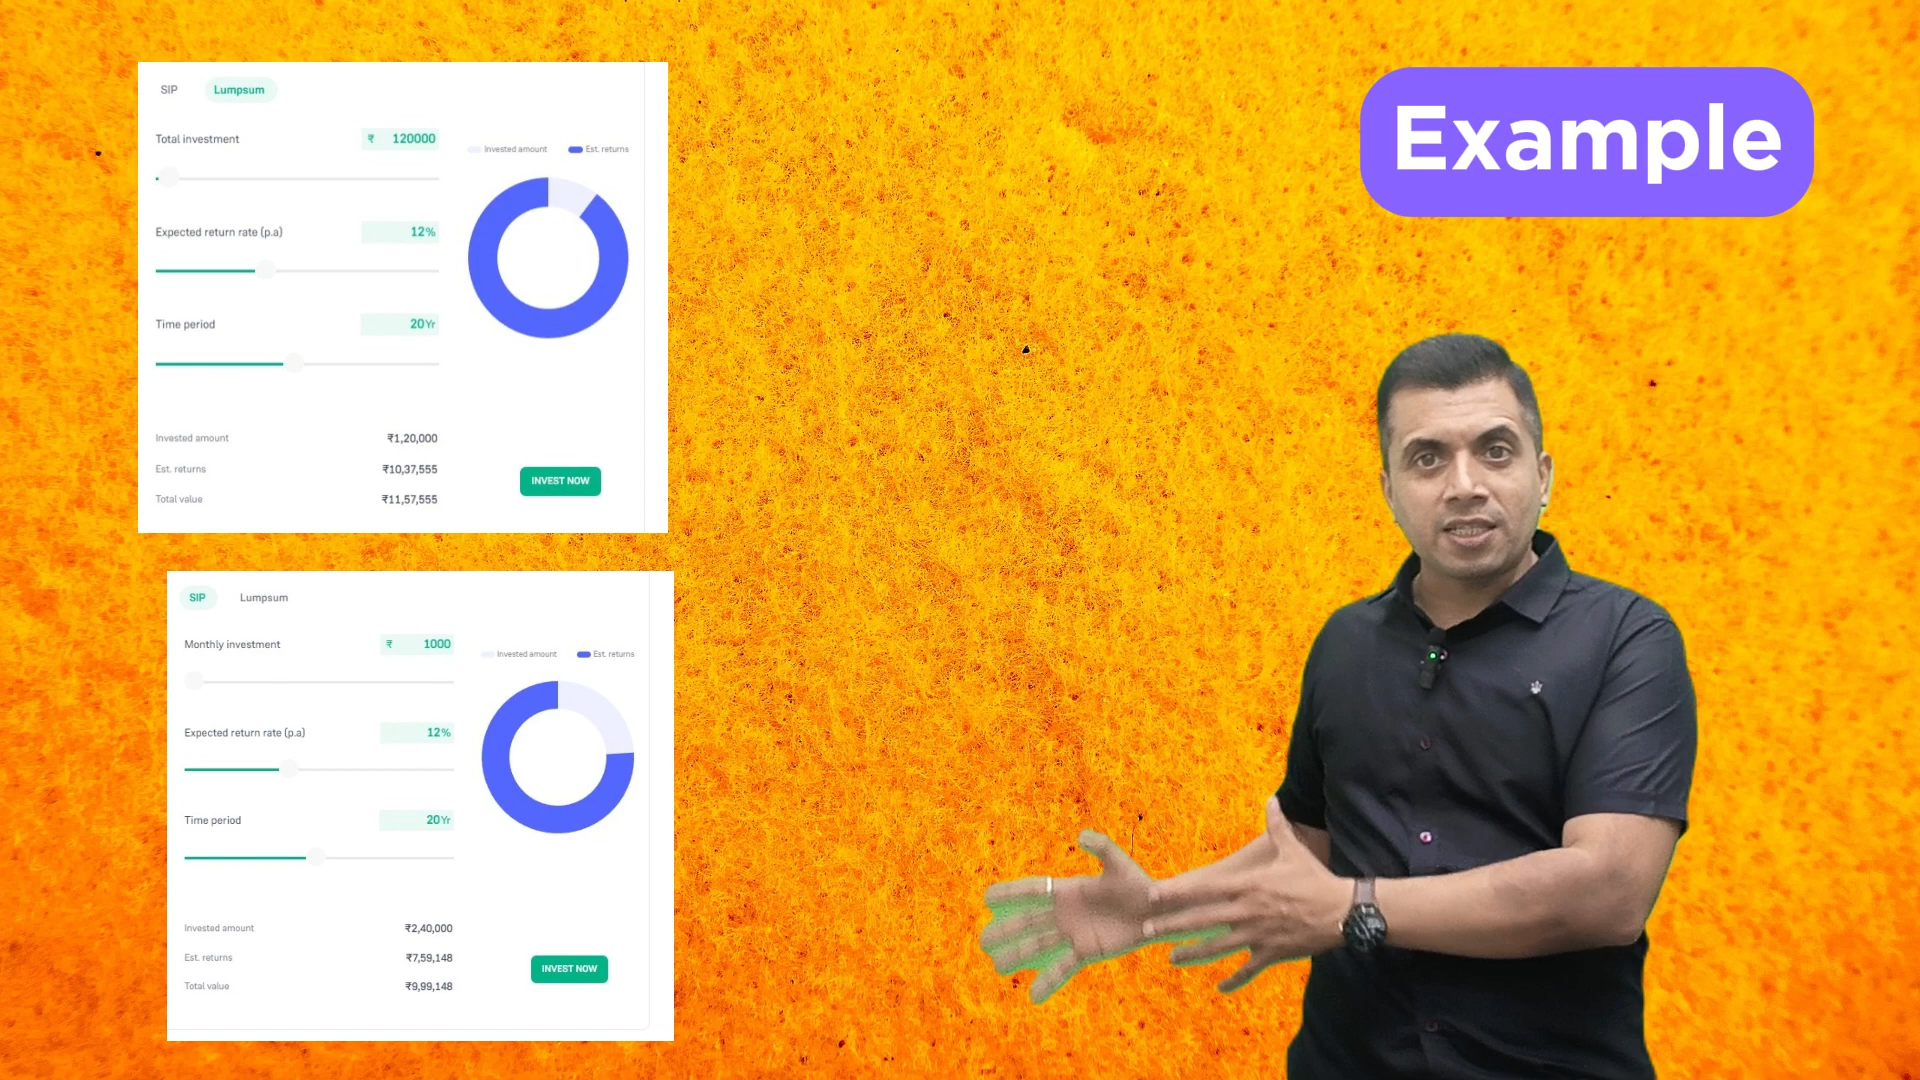 SIP Lumpsum
Total investment ₹ 120000
Invested amount Est. returns
Expected return rate (p.a) 12%
Time period 20Yr
Invested amount ₹1,20,000
Est. returns ₹10,37,555
INVEST NOW
Total value ₹11,57,555
SIP Lumpsum
Monthly investment ₹ 1000
Invested amount Est. returns
Expected return rate (p.a) 12%
Time period 20Yr
Invested amount ₹2,40,000
Est. returns ₹7,59,148
INVEST NOW
Total value ₹9,99,148
Example